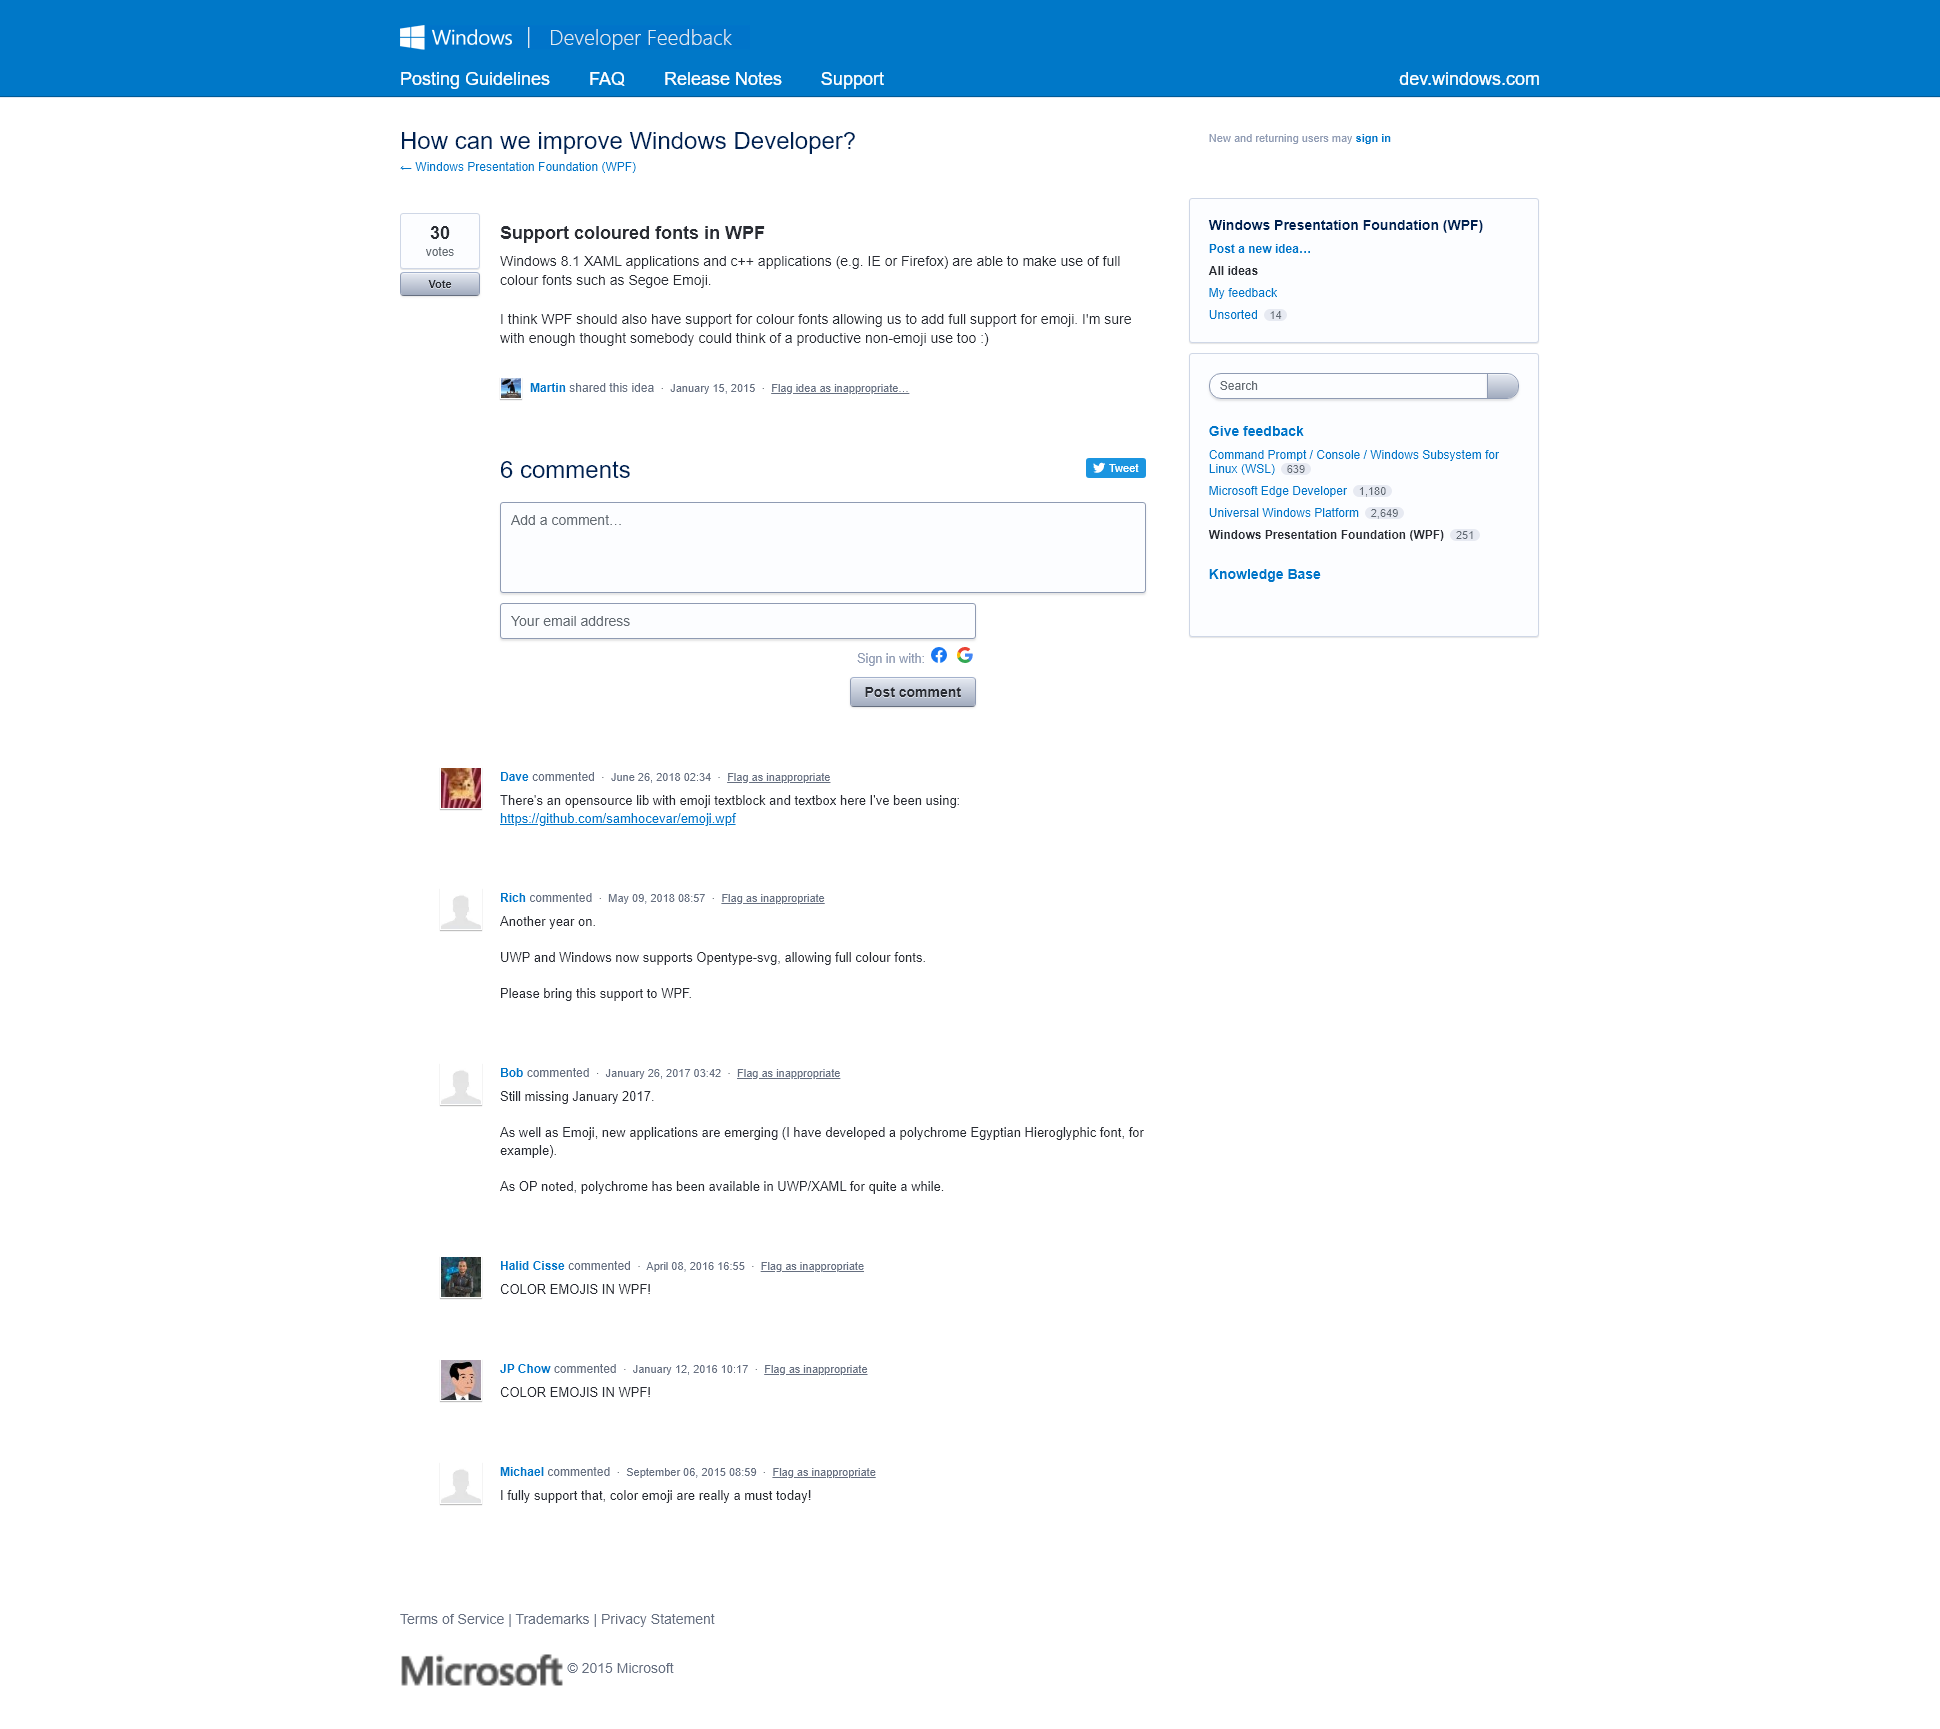 Windows | Developer Feedback
Posting Guidelines FAQ Release Notes Support dev.windows.com
How can we improve Windows Developer?
← Windows Presentation Foundation (WPF)
New and returning users may sign in
30
votes
Vote
Support coloured fonts in WPF
Windows 8.1 XAML applications and c++ applications (e.g. IE or Firefox) are able to make use of full
colour fonts such as Segoe Emoji.
I think WPF should also have support for colour fonts allowing us to add full support for emoji. I'm sure
with enough thought somebody could think of a productive non-emoji use too :)
Martin shared this idea · January 15, 2015 · Flag idea as inappropriate…
6 comments
Tweet
Add a comment…
Your email address
Sign in with:
Post comment
Dave commented · June 26, 2018 02:34 · Flag as inappropriate
There's an opensource lib with emoji textblock and textbox here I've been using:
https://github.com/samhocevar/emoji.wpf
Rich commented · May 09, 2018 08:57 · Flag as inappropriate
Another year on.
UWP and Windows now supports Opentype-svg, allowing full colour fonts.
Please bring this support to WPF.
Bob commented · January 26, 2017 03:42 · Flag as inappropriate
Still missing January 2017.
As well as Emoji, new applications are emerging (I have developed a polychrome Egyptian Hieroglyphic font, for
example).
As OP noted, polychrome has been available in UWP/XAML for quite a while.
Halid Cisse commented · April 08, 2016 16:55 · Flag as inappropriate
COLOR EMOJIS IN WPF!
JP Chow commented · January 12, 2016 10:17 · Flag as inappropriate
COLOR EMOJIS IN WPF!
Michael commented · September 06, 2015 08:59 · Flag as inappropriate
I fully support that, color emoji are really a must today!
Windows Presentation Foundation (WPF)
Post a new idea…
All ideas
My feedback
Unsorted 14
Search
Give feedback
Command Prompt / Console / Windows Subsystem for
Linux (WSL) 639
Microsoft Edge Developer 1,180
Universal Windows Platform 2,649
Windows Presentation Foundation (WPF) 251
Knowledge Base
Terms of Service | Trademarks | Privacy Statement
Microsoft © 2015 Microsoft